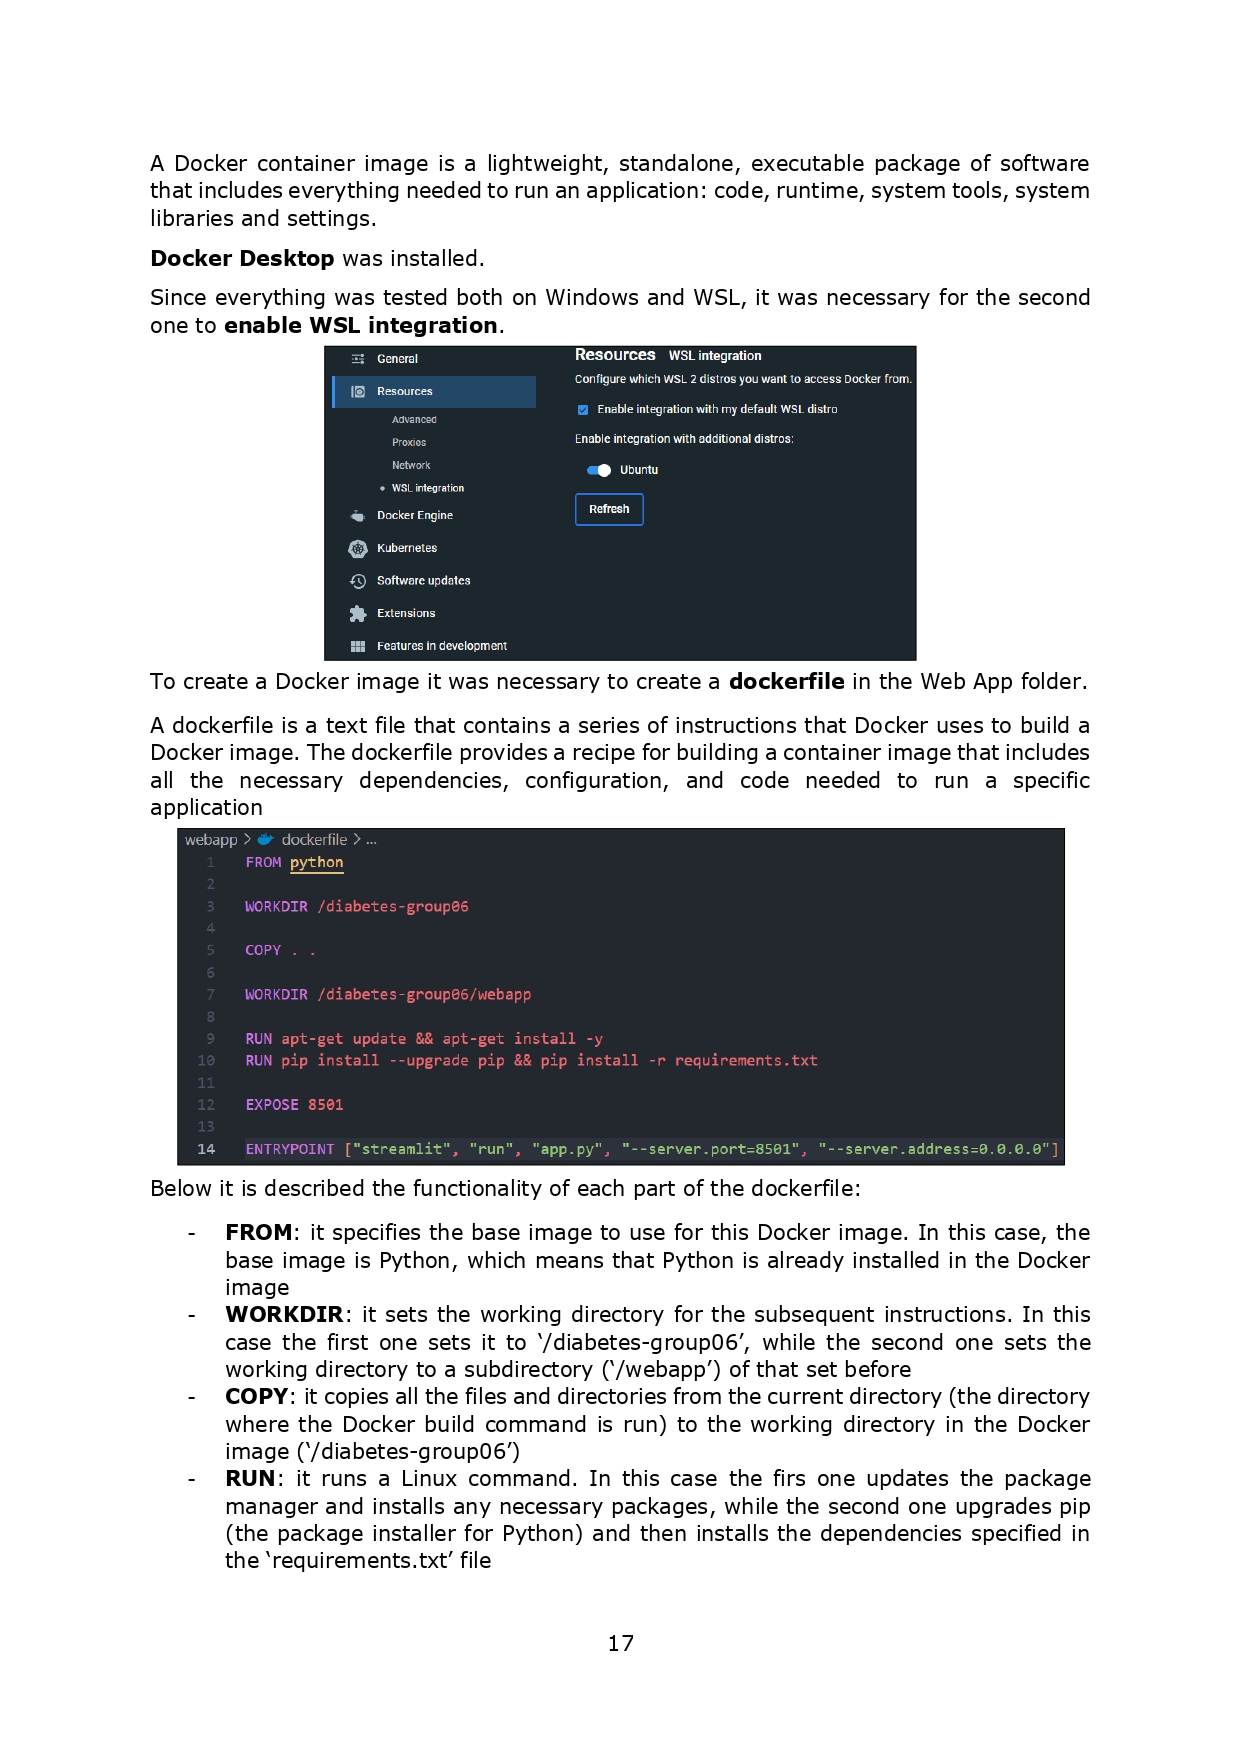 A Docker container image is a lightweight, standalone, executable package of software
that includes everything needed to run an application: code, runtime, system tools, system
libraries and settings.
Docker Desktop was installed.
Since everything was tested both on Windows and WSL, it was necessary for the second
one to enable WSL integration.
General
Resources
Advanced
Proxies
Network
WSL integration
Docker Engine
Kubernetes
Software updates
Extensions
Features in development
Resources WSL integration
Configure which WSL 2 distros you want to access Docker from.
Enable integration with my default WSL distro
Enable integration with additional distros:
Ubuntu
Refresh
To create a Docker image it was necessary to create a dockerfile in the Web App folder.
A dockerfile is a text file that contains a series of instructions that Docker uses to build a
Docker image. The dockerfile provides a recipe for building a container image that includes
all the necessary dependencies, configuration, and code needed to run a specific
application
webapp > dockerfile > ...
1 FROM python
2
3 WORKDIR /diabetes-group06
4
5 COPY . .
6
7 WORKDIR /diabetes-group06/webapp
8
9 RUN apt-get update && apt-get install -y
10 RUN pip install --upgrade pip && pip install -r requirements.txt
11
12 EXPOSE 8501
13
14 ENTRYPOINT ["streamlit", "run", "app.py", "--server.port=8501", "--server.address=0.0.0.0"]
Below it is described the functionality of each part of the dockerfile:
- FROM: it specifies the base image to use for this Docker image. In this case, the
base image is Python, which means that Python is already installed in the Docker
image
- WORKDIR: it sets the working directory for the subsequent instructions. In this
case the first one sets it to ‘/diabetes-group06’, while the second one sets the
working directory to a subdirectory (‘/webapp’) of that set before
- COPY: it copies all the files and directories from the current directory (the directory
where the Docker build command is run) to the working directory in the Docker
image (‘/diabetes-group06’)
- RUN: it runs a Linux command. In this case the firs one updates the package
manager and installs any necessary packages, while the second one upgrades pip
(the package installer for Python) and then installs the dependencies specified in
the ‘requirements.txt’ file
17